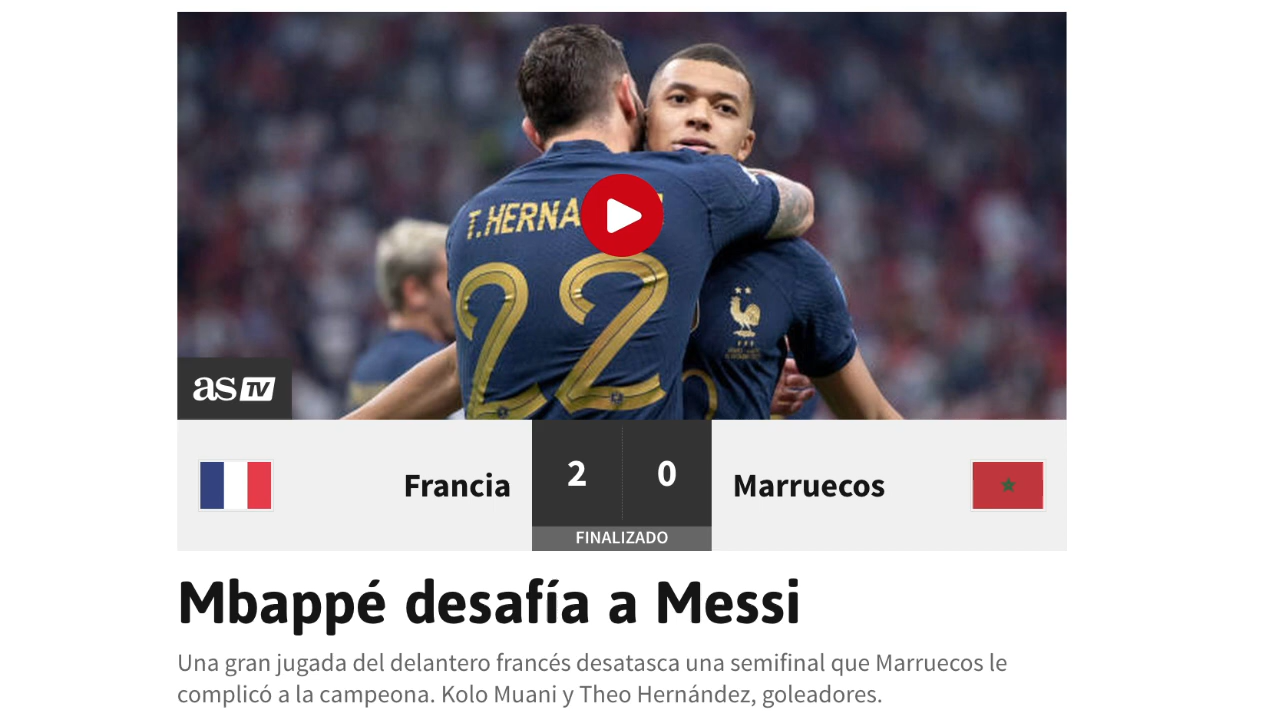 T.HERNA
22
as TV
Francia
2 0
Marruecos
FINALIZADO
Mbappé desafía a Messi
Una gran jugada del delantero francés desatasca una semifinal que Marruecos le
complicó a la campeona. Kolo Muani y Theo Hernández, goleadores.